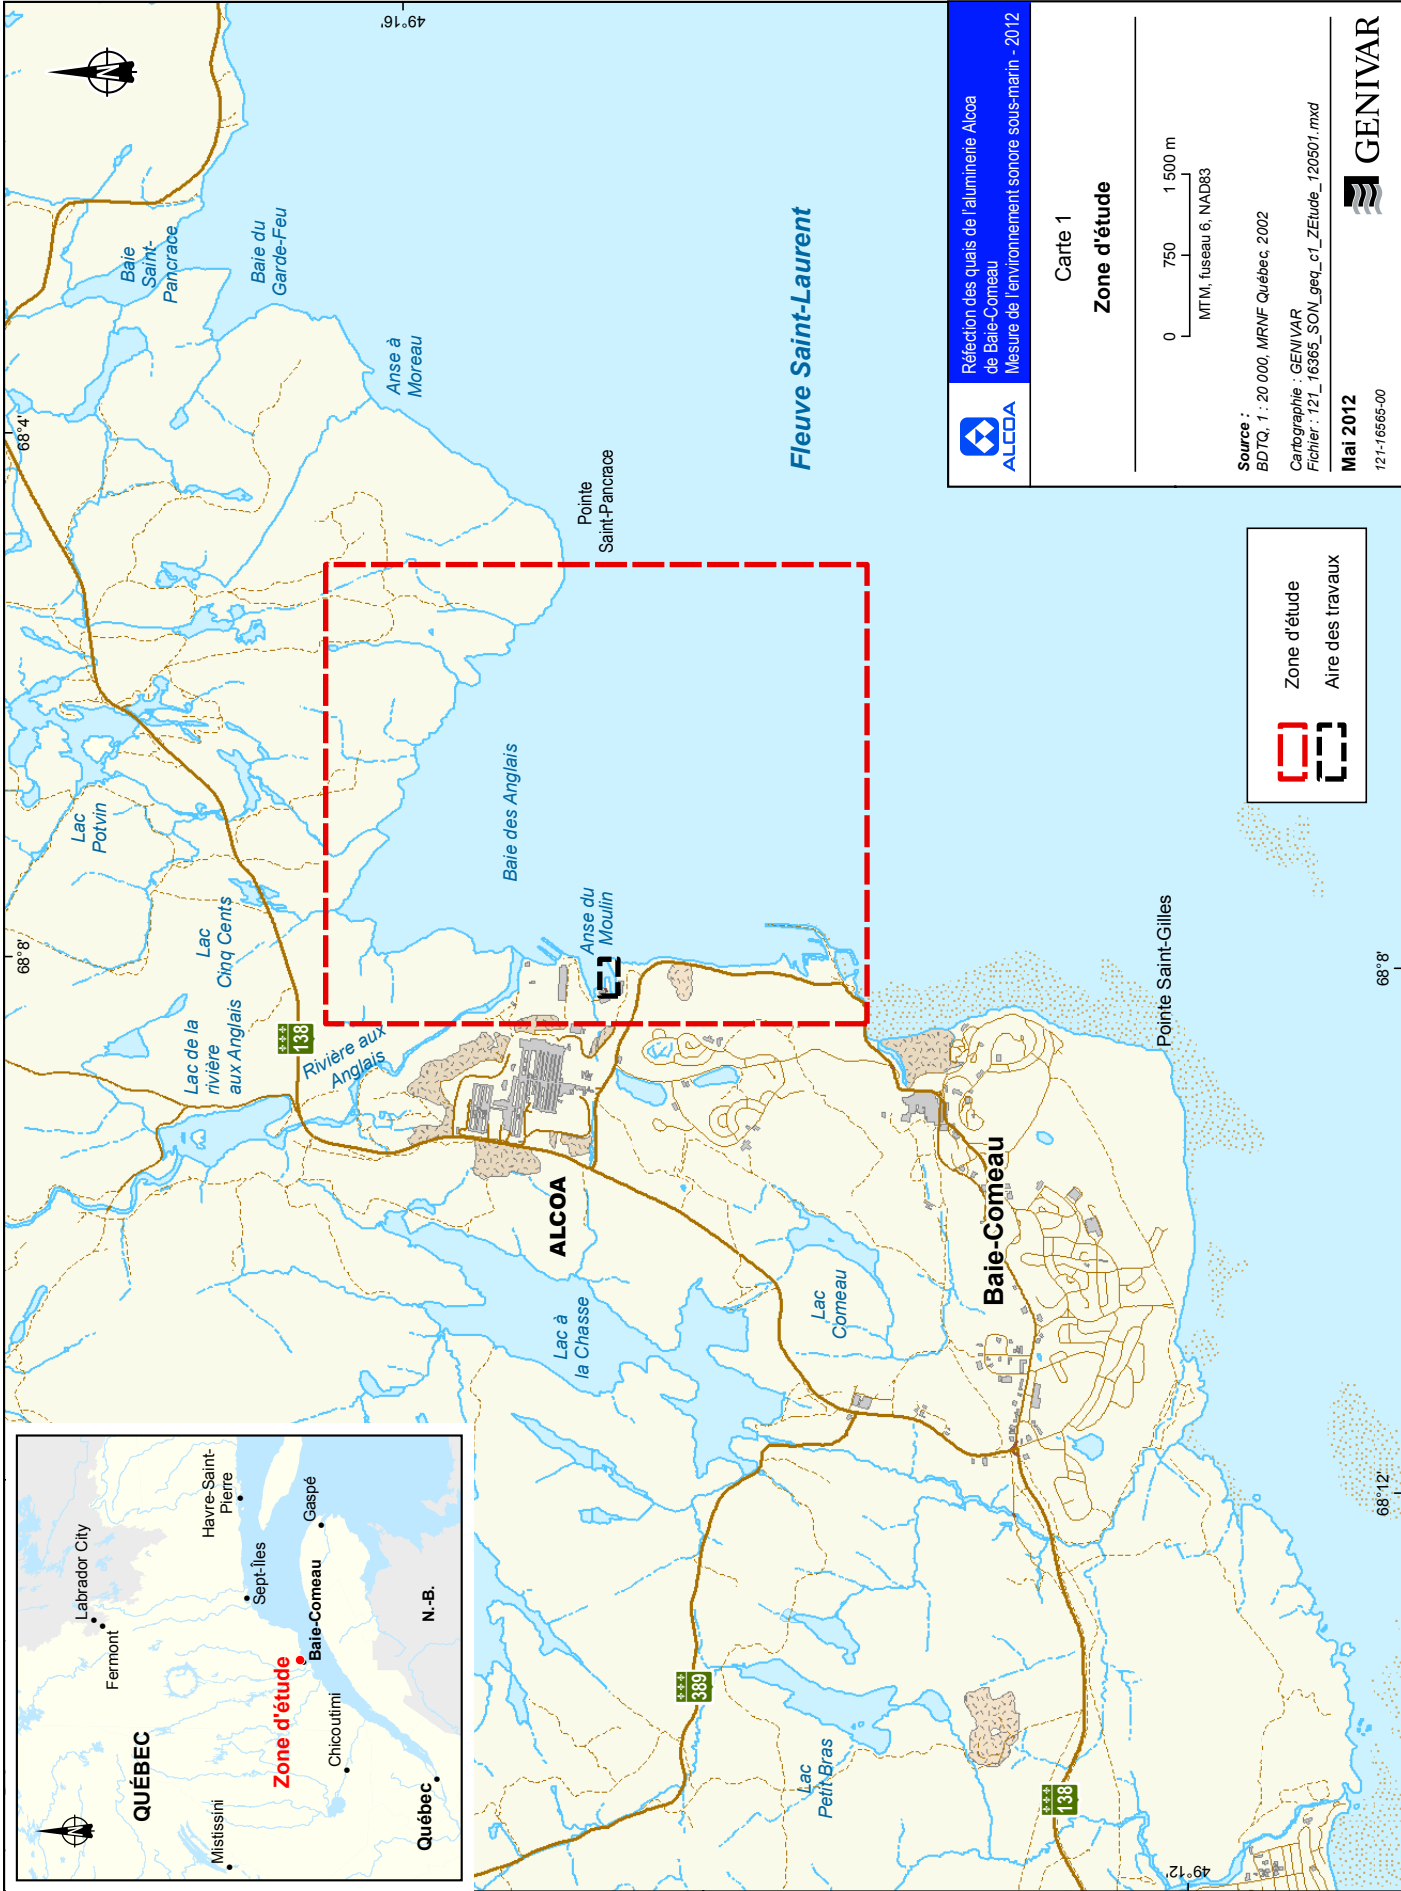 QUÉBEC
Mistissini
Fermont
Labrador City
Havre-Saint-
Pierre
Sept-Îles
Zone d'étude
Baie-Comeau
Gaspé
Chicoutimi
Québec
N.-B.
68°8'
68°4'
49°16'
Lac
Potvin
Baie
Saint-
Pancrace
Baie du
Garde-Feu
Lac de la
rivière
aux Anglais
Lac
Cinq Cents
138
Rivière aux
Anglais
Anse à
Moreau
Baie des Anglais
Pointe
Saint-Pancrace
ALCOA
Lac à
la Chasse
Anse du
Moulin
Fleuve Saint-Laurent
389
Lac
Comeau
Lac
Petit Bras
Baie-Comeau
138
Pointe Saint-Gilles
49°12'
68°12'
68°8'
Zone d'étude
Aire des travaux
ALCOA
Réfection des quais de l'aluminerie Alcoa
de Baie-Comeau
Mesure de l'environnement sonore sous-marin - 2012
Carte 1
Zone d'étude
0 750 1 500 m
MTM, fuseau 6, NAD83
Source :
BDTQ, 1 : 20 000, MRNF Québec, 2002
Cartographie : GENIVAR
Fichier : 121_16365_SON_geq_c1_ZEtude_120501.mxd
Mai 2012
121-16565-00
GENIVAR